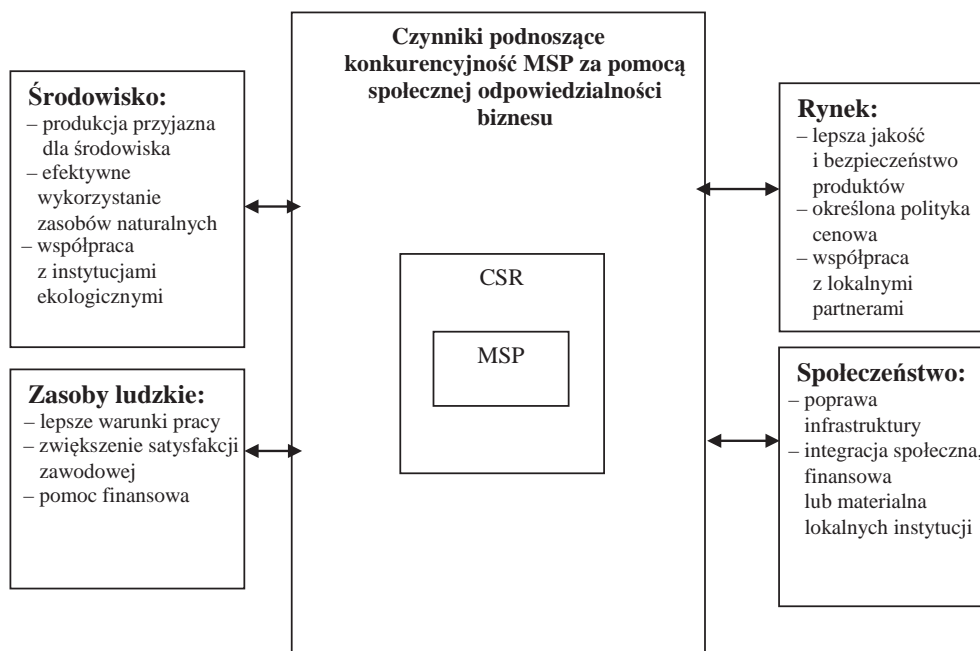 Czynniki podnoszące
konkurencyjność MSP za pomocą
społecznej odpowiedzialności
biznesu
Środowisko:
– produkcja przyjazna
dla środowiska
– efektywne
wykorzystanie
zasobów naturalnych
– współpraca
z instytucjami
ekologicznymi
Zasoby ludzkie:
– lepsze warunki pracy
– zwiększenie satysfakcji
zawodowej
– pomoc finansowa
CSR
MSP
Rynek:
– lepsza jakość
i bezpieczeństwo
produktów
– określona polityka
cenowa
– współpraca
z lokalnymi
partnerami
Społeczeństwo:
– poprawa
infrastruktury
– integracja społeczna,
finansowa
lub materialna
lokalnych instytucji